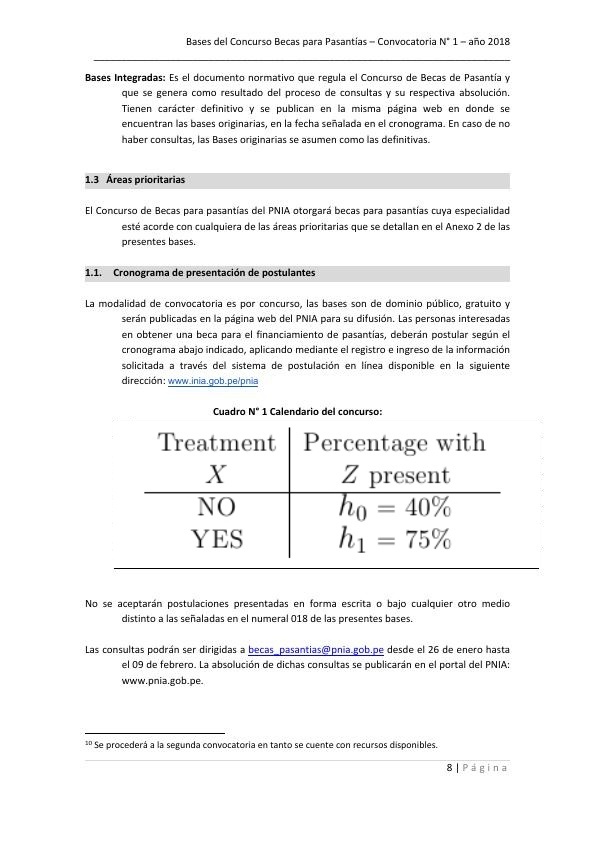 Bases del Concurso Becas para Pasantías – Convocatoria N° 1 – año 2018
Bases Integradas: Es el documento normativo que regula el Concurso de Becas de Pasantía y
que se genera como resultado del proceso de consultas y su respectiva absolución.
Tienen carácter definitivo y se publican en la misma página web en donde se
encuentran las bases originarias, en la fecha señalada en el cronograma. En caso de no
haber consultas, las Bases originarias se asumen como las definitivas.
1.3 Áreas prioritarias
El Concurso de Becas para pasantías del PNIA otorgará becas para pasantías cuya especialidad
esté acorde con cualquiera de las áreas prioritarias que se detallan en el Anexo 2 de las
presentes bases.
1.1. Cronograma de presentación de postulantes
La modalidad de convocatoria es por concurso, las bases son de dominio público, gratuito y
serán publicadas en la página web del PNIA para su difusión. Las personas interesadas
en obtener una beca para el financiamiento de pasantías, deberán postular según el
cronograma abajo indicado, aplicando mediante el registro e ingreso de la información
solicitada a través del sistema de postulación en línea disponible en la siguiente
dirección: www.inia.gob.pe/pnia
Cuadro N° 1 Calendario del concurso:
Treatment Percentage with
X Z present
NO h₀ = 40%
YES h₁ = 75%
No se aceptarán postulaciones presentadas en forma escrita o bajo cualquier otro medio
distinto a las señaladas en el numeral 018 de las presentes bases.
Las consultas podrán ser dirigidas a becas_pasantias@pnia.gob.pe desde el 26 de enero hasta
el 09 de febrero. La absolución de dichas consultas se publicarán en el portal del PNIA:
www.pnia.gob.pe.
¹⁰ Se procederá a la segunda convocatoria en tanto se cuente con recursos disponibles.
8 | Página